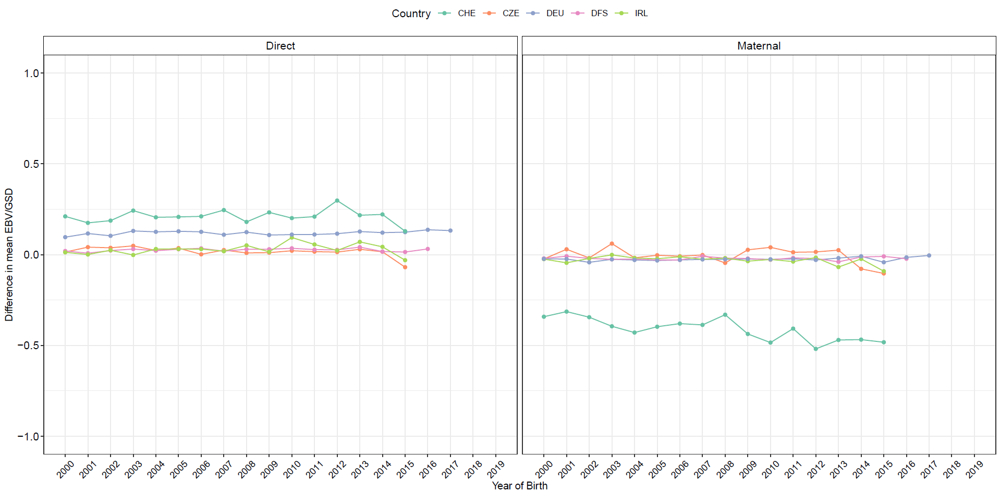 Country CHE CZE DEU DFS IRL
Direct Maternal
Difference in mean EBV/GSD
1.0
0.5
0.0
−0.5
−1.0
2000 2001 2002 2003 2004 2005 2006 2007 2008 2009 2010 2011 2012 2013 2014 2015 2016 2017 2018 2019 2000 2001 2002 2003 2004 2005 2006 2007 2008 2009 2010 2011 2012 2013 2014 2015 2016 2017 2018 2019
Year of Birth